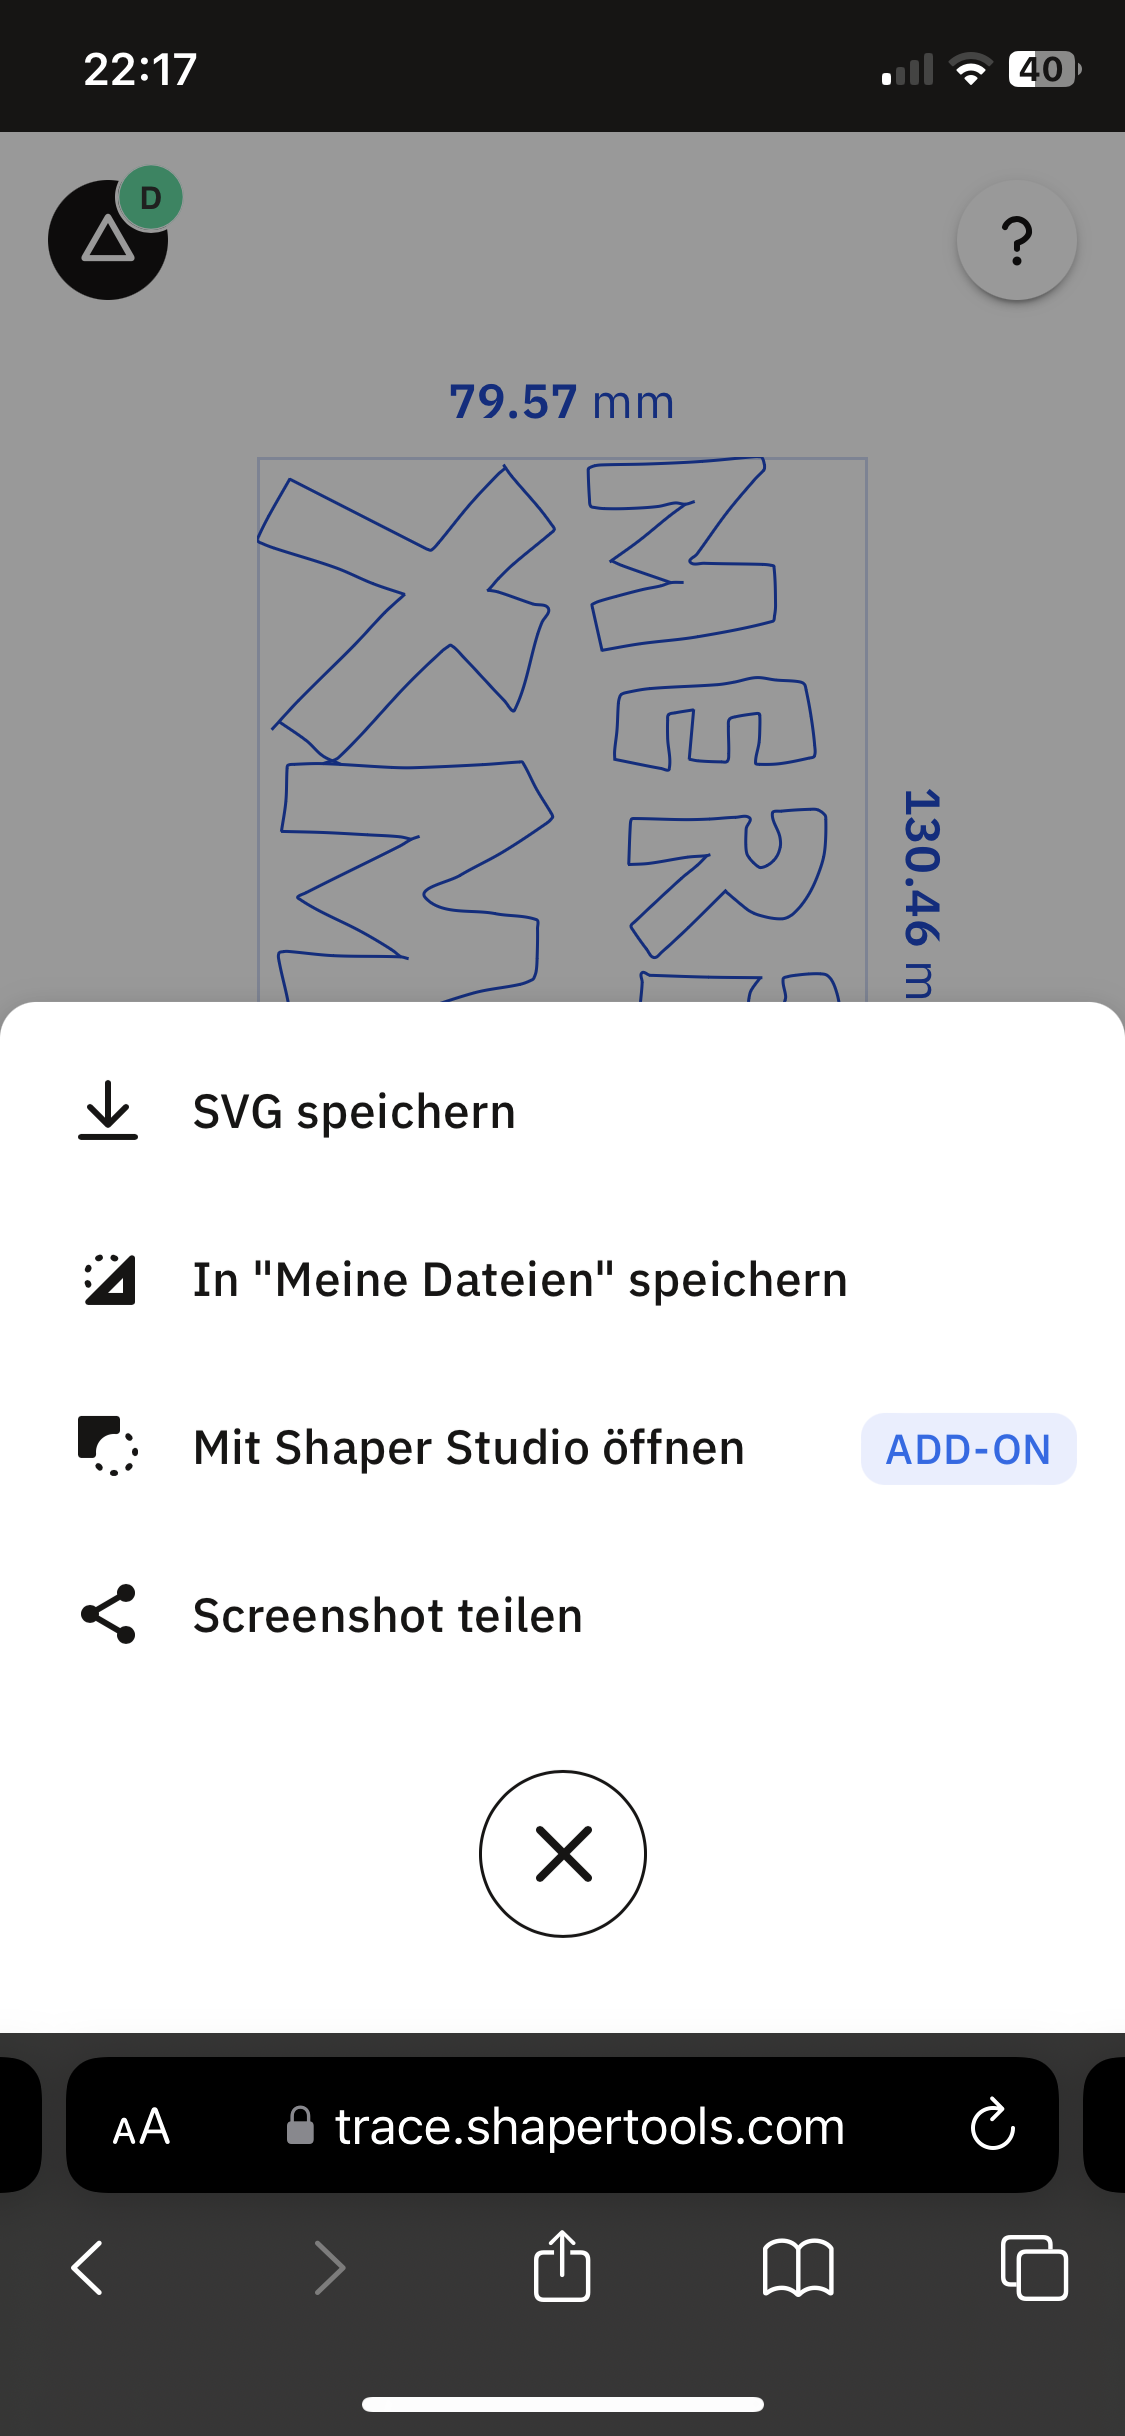 22:17
40
D
?
79.57 mm
X
M
M
E
R
130.46 m
SVG speichern
In "Meine Dateien" speichern
Mit Shaper Studio öffnen
ADD-ON
Screenshot teilen
AA
trace.shapertools.com